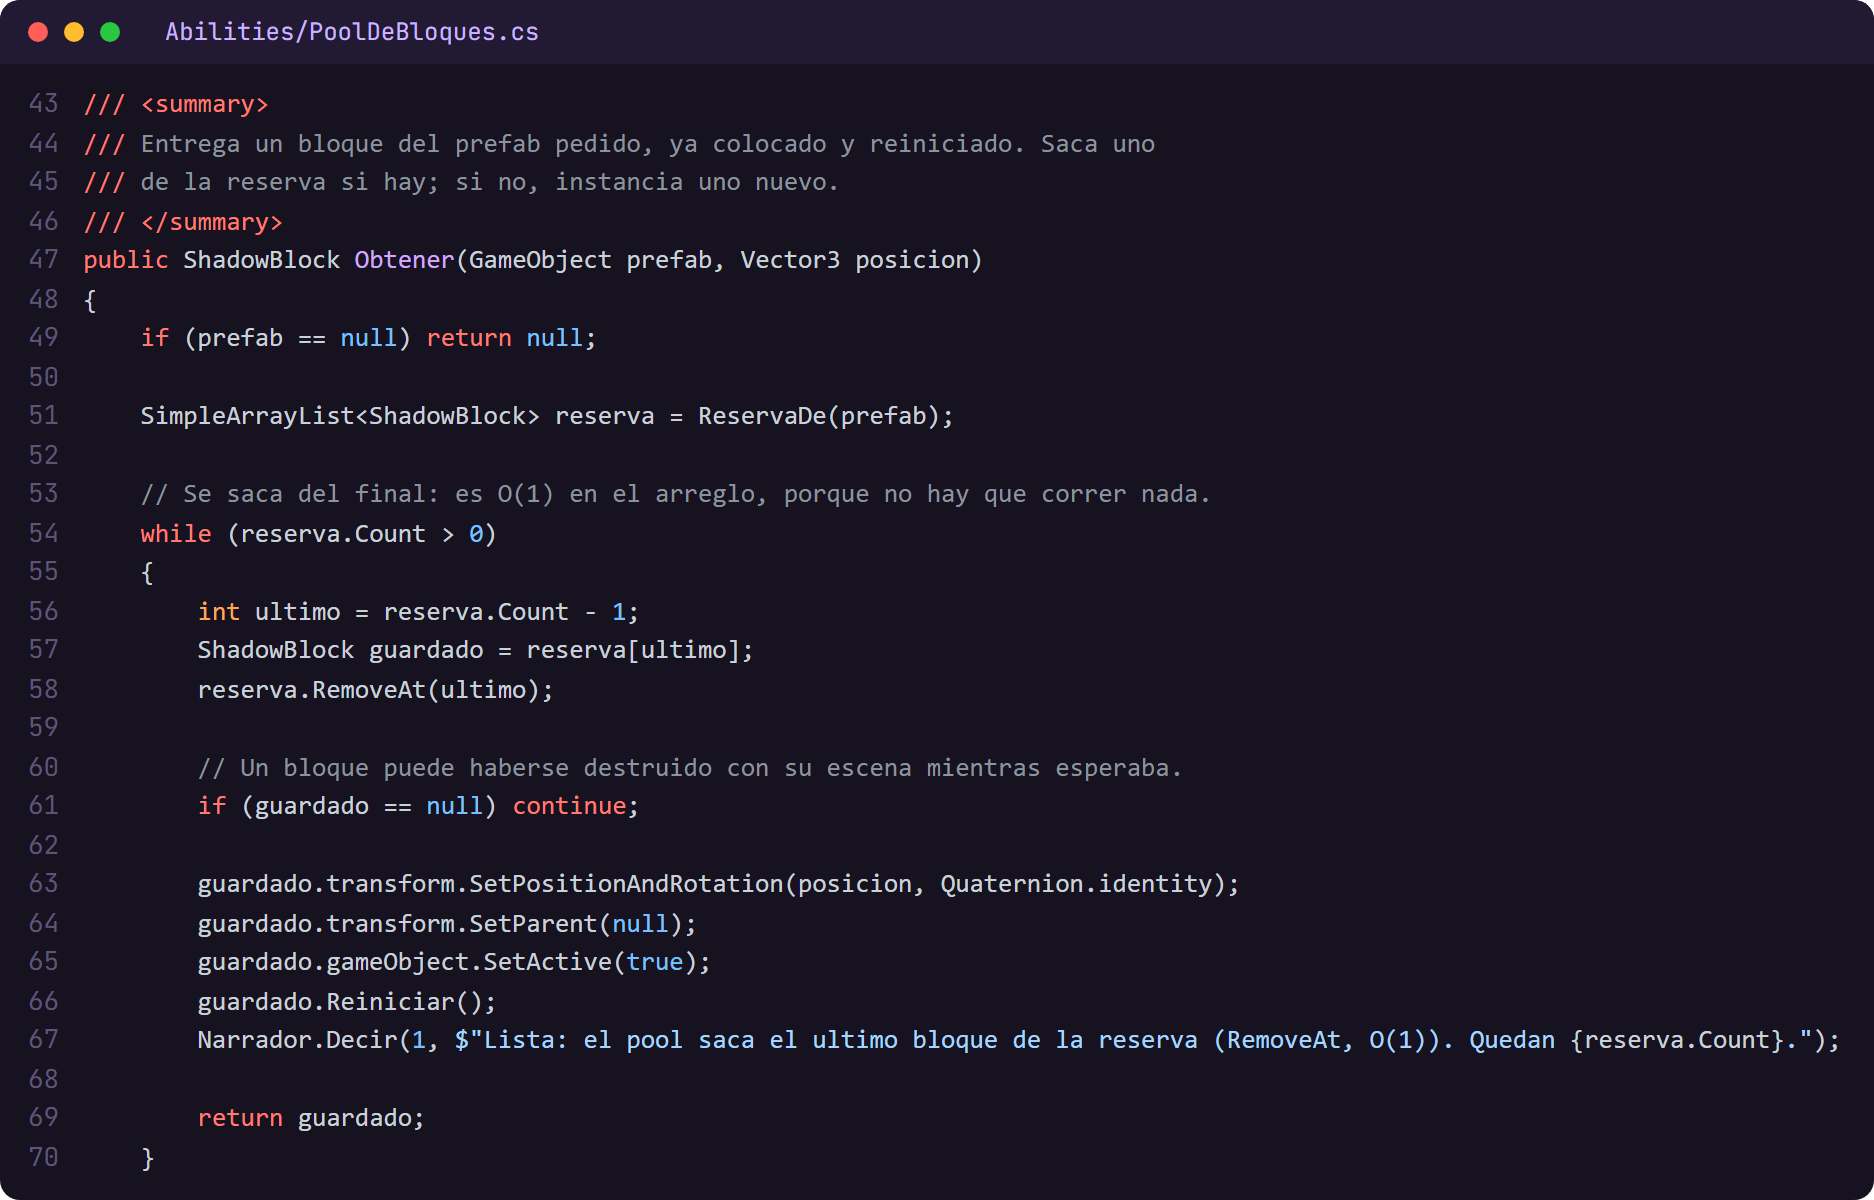 Abilities/PoolDeBloques.cs
43 /// <summary>
44 /// Entrega un bloque del prefab pedido, ya colocado y reiniciado. Saca uno
45 /// de la reserva si hay; si no, instancia uno nuevo.
46 /// </summary>
47 public ShadowBlock Obtener(GameObject prefab, Vector3 posicion)
48 {
49     if (prefab == null) return null;
50
51     SimpleArrayList<ShadowBlock> reserva = ReservaDe(prefab);
52
53     // Se saca del final: es O(1) en el arreglo, porque no hay que correr nada.
54     while (reserva.Count > 0)
55     {
56         int ultimo = reserva.Count - 1;
57         ShadowBlock guardado = reserva[ultimo];
58         reserva.RemoveAt(ultimo);
59
60         // Un bloque puede haberse destruido con su escena mientras esperaba.
61         if (guardado == null) continue;
62
63         guardado.transform.SetPositionAndRotation(posicion, Quaternion.identity);
64         guardado.transform.SetParent(null);
65         guardado.gameObject.SetActive(true);
66         guardado.Reiniciar();
67         Narrador.Decir(1, $"Lista: el pool saca el ultimo bloque de la reserva (RemoveAt, O(1)). Quedan {reserva.Count}.");
68
69         return guardado;
70     }